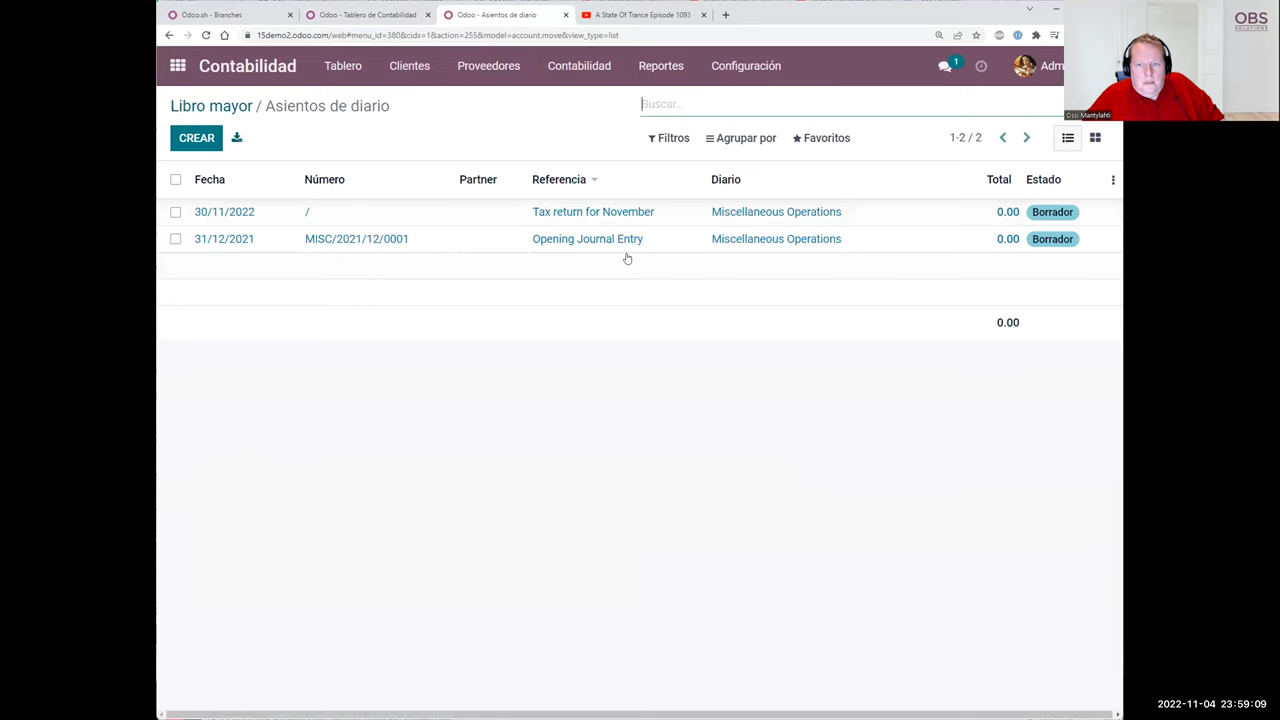 Odoo.sh - Branches
Odoo - Tablero de Contabilidad
Odoo - Asientos de diario
A State Of Trance Episode 1093
15demo2.odoo.com/web#menu_id=380&cids=1&action=255&model=account.move&view_type=list
Contabilidad
Tablero
Clientes
Proveedores
Contabilidad
Reportes
Configuración
1
Adm
Libro mayor / Asientos de diario
Buscar...
CREAR
Filtros
Agrupar por
Favoritos
1-2 / 2
Fecha Número Partner Referencia Diario Total Estado
30/11/2022 / Tax return for November Miscellaneous Operations 0.00 Borrador
31/12/2021 MISC/2021/12/0001 Opening Journal Entry Miscellaneous Operations 0.00 Borrador
0.00
OBS
SOLUTIONS
Ossi Mantylahti
2022-11-04 23:59:09